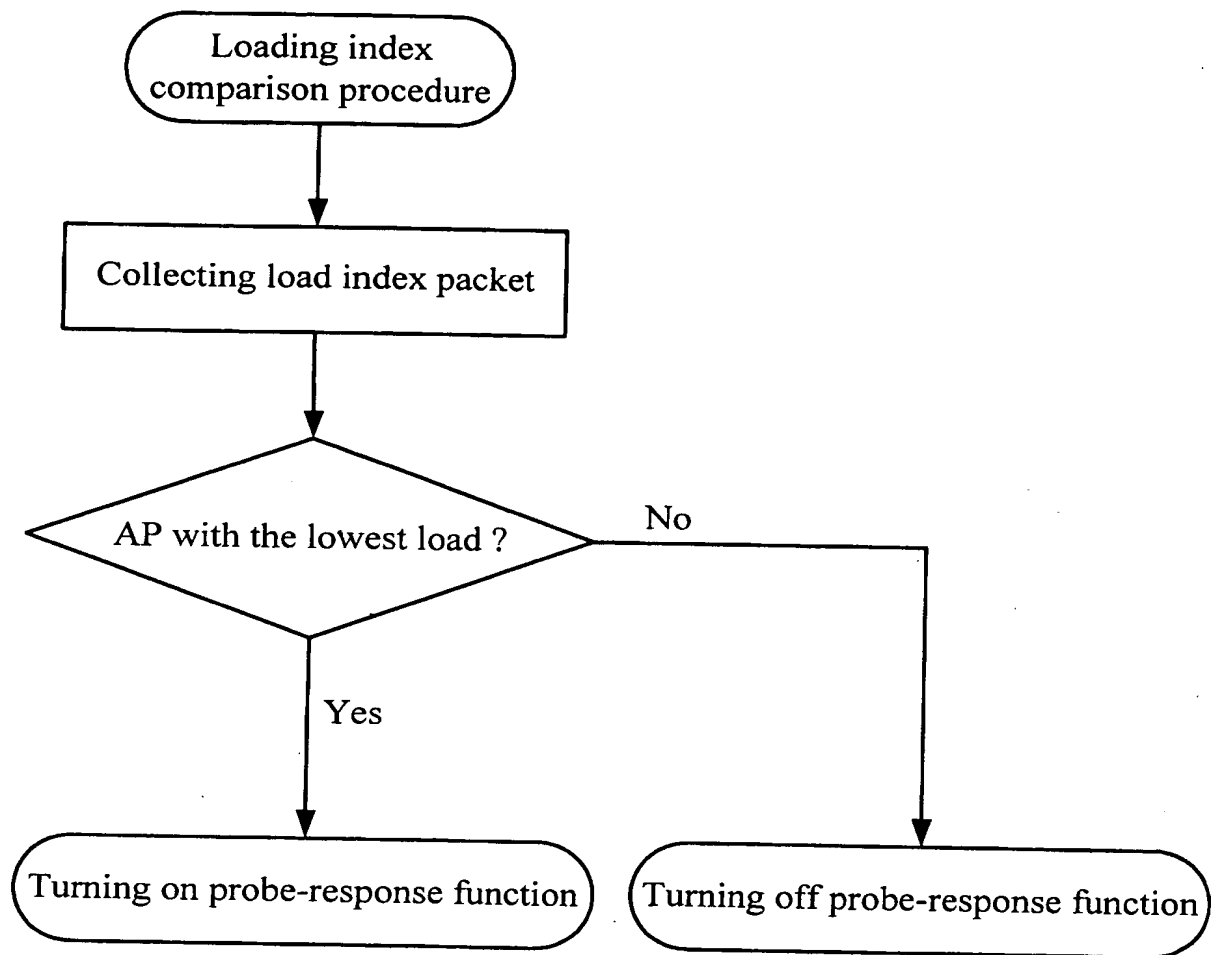 Loading index
comparison procedure
Collecting load index packet
AP with the lowest load ?
No
Yes
Turning on probe-response function
Turning off probe-response function